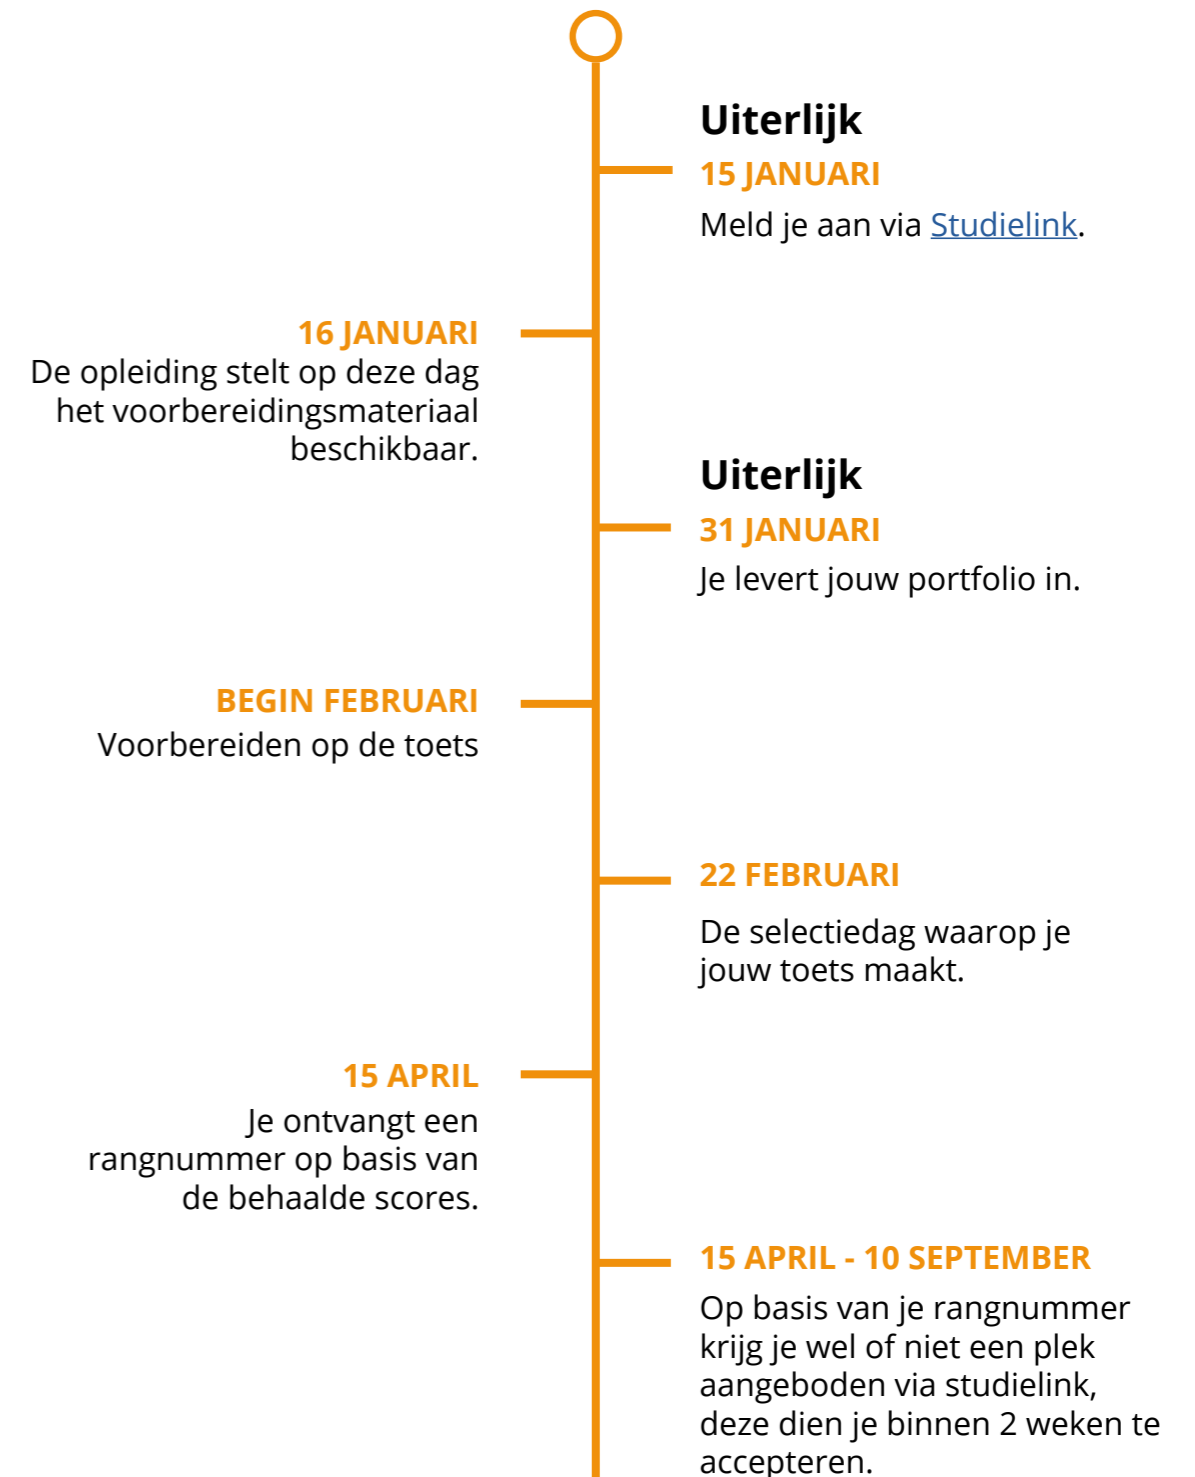 Uiterlijk
15 JANUARI
Meld je aan via Studielink.
16 JANUARI
De opleiding stelt op deze dag
het voorbereidingsmateriaal
beschikbaar.
Uiterlijk
31 JANUARI
Je levert jouw portfolio in.
BEGIN FEBRUARI
Voorbereiden op de toets
22 FEBRUARI
De selectiedag waarop je
jouw toets maakt.
15 APRIL
Je ontvangt een
rangnummer op basis van
de behaalde scores.
15 APRIL - 10 SEPTEMBER
Op basis van je rangnummer
krijg je wel of niet een plek
aangeboden via studielink,
deze dien je binnen 2 weken te
accepteren.